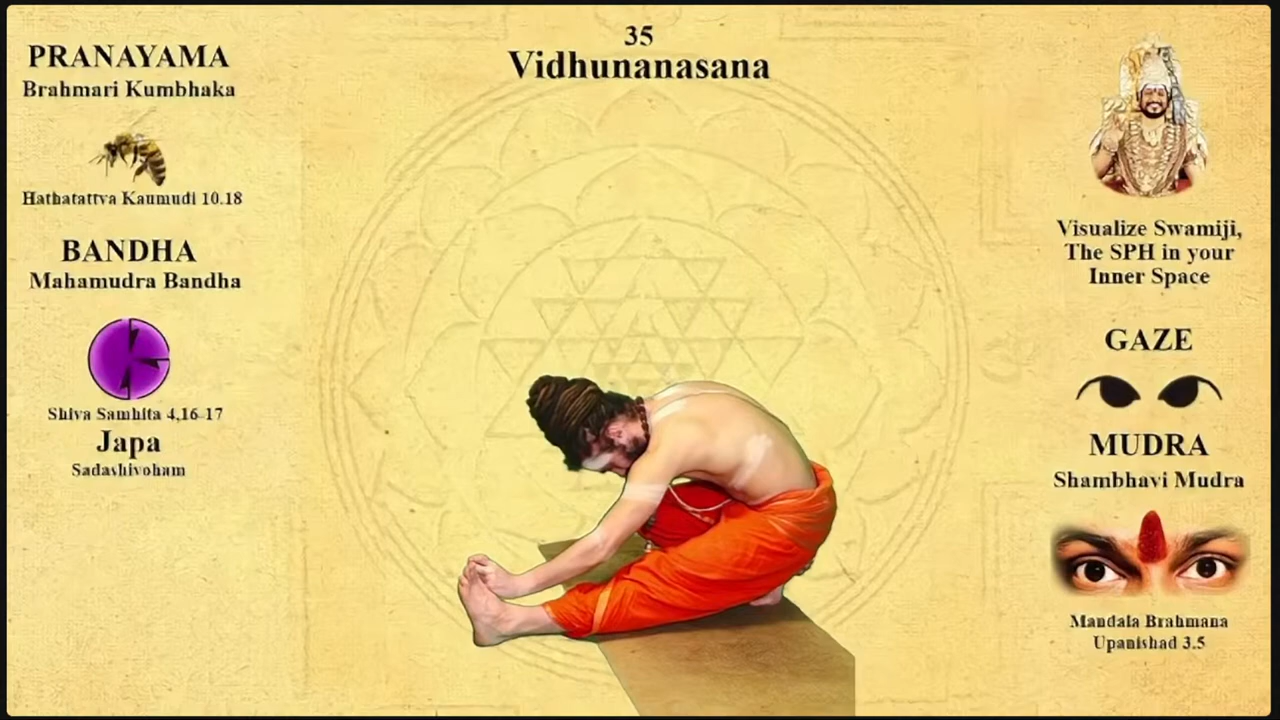 35
Vidhunanasana
PRANAYAMA
Brahmari Kumbhaka
Hathatattva Kaumudi 10.18
BANDHA
Mahamudra Bandha
Shiva Samhita 4,16-17
Japa
Sadashivoham
Visualize Swamiji,
The SPH in your
Inner Space
GAZE
MUDRA
Shambhavi Mudra
Mandala Brahmana
Upanishad 3.5